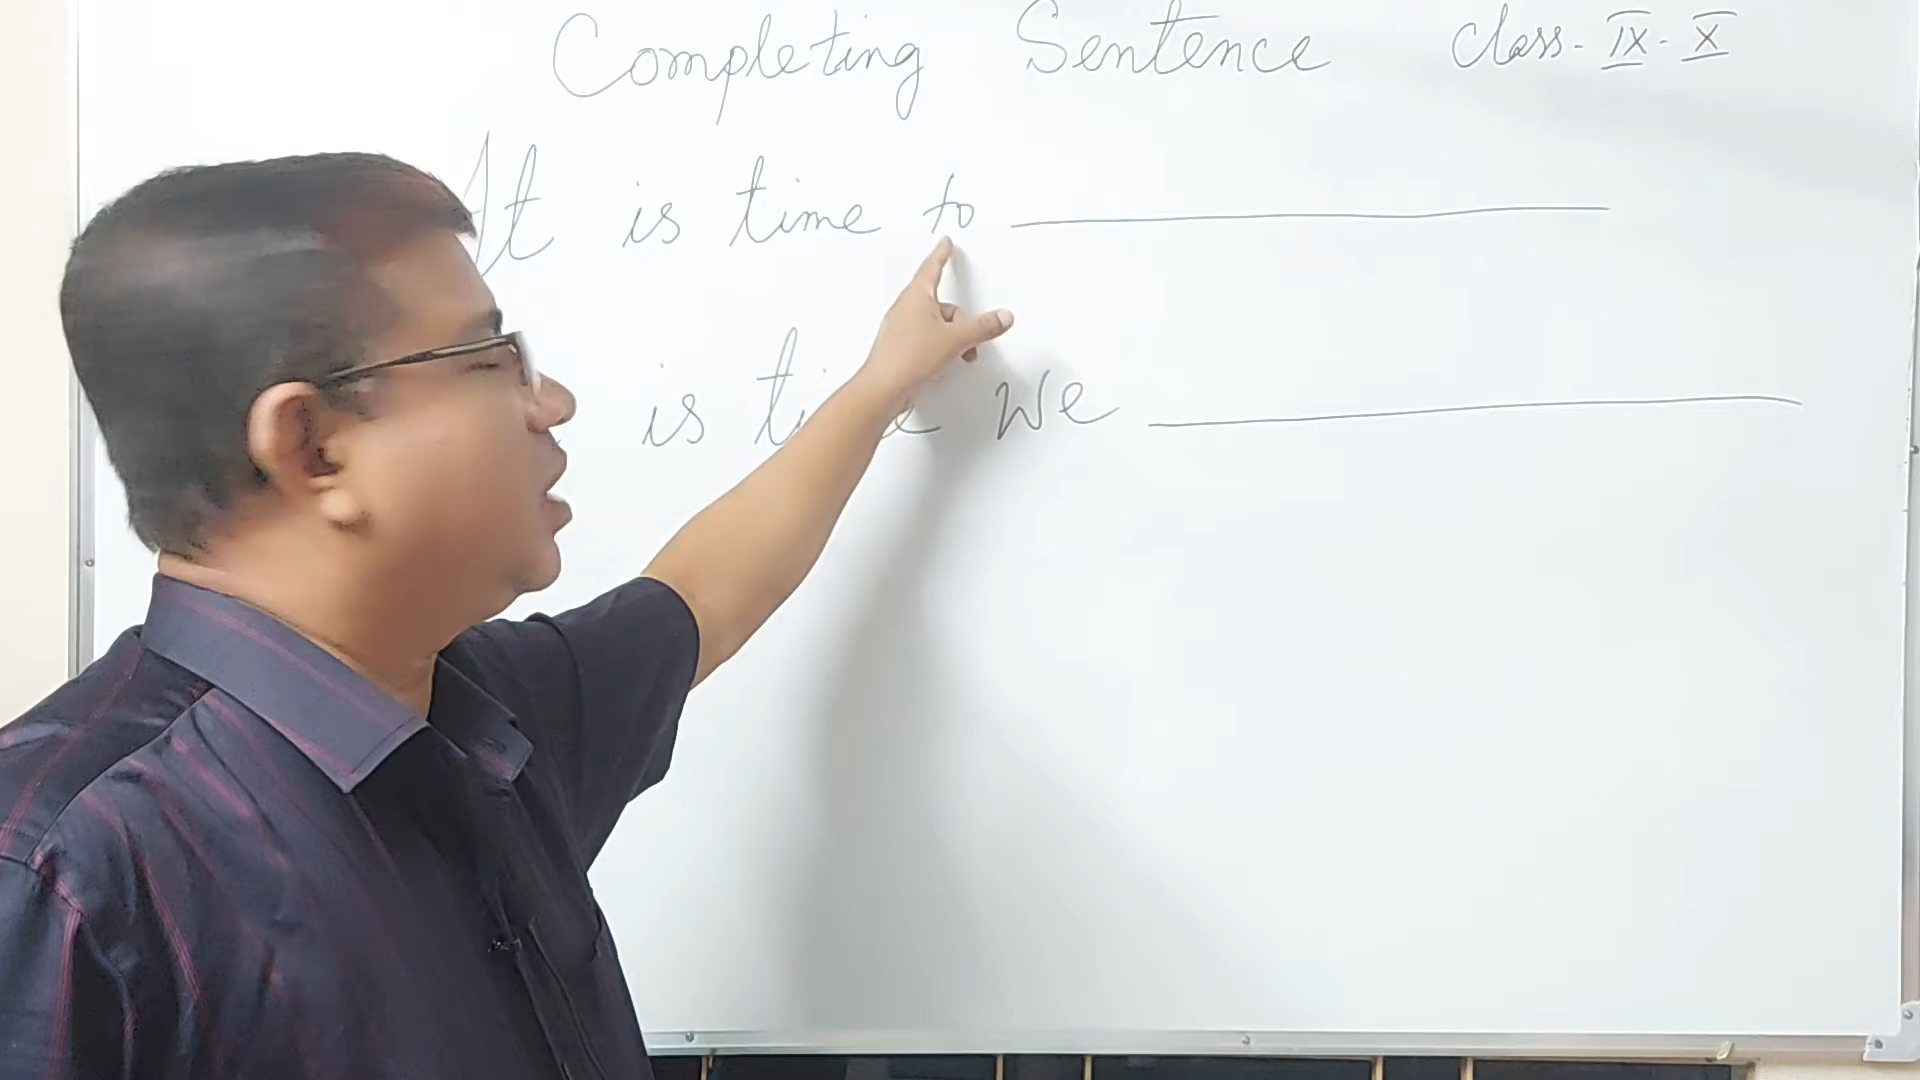 Completing Sentence Class- IX - X
It is time to
is time we